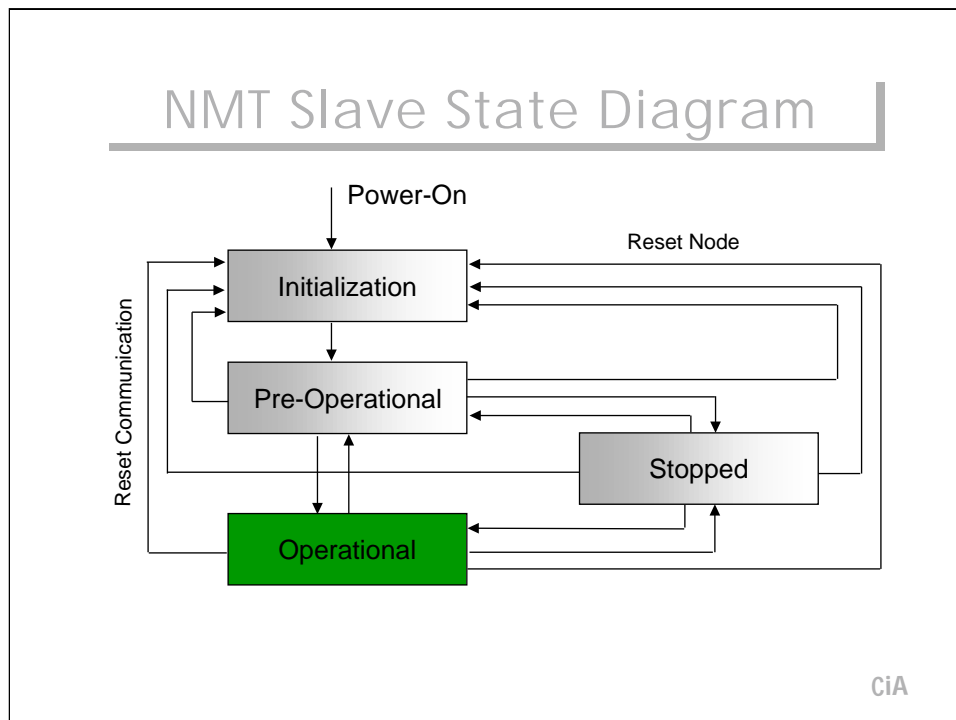 NMT Slave State Diagram
Power-On
Reset Node
Initialization
Reset Communication
Pre-Operational
Stopped
Operational
CiA